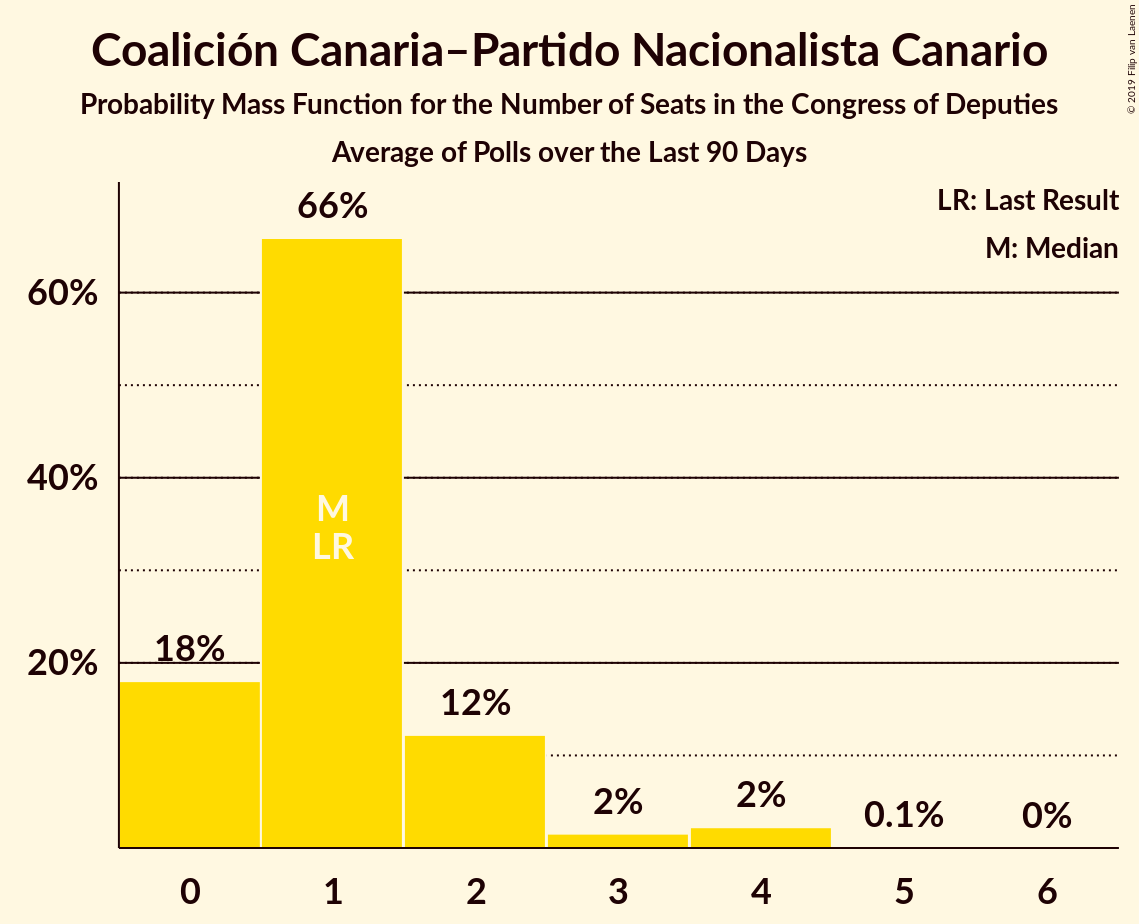 Coalición Canaria–Partido Nacionalista Canario
Probability Mass Function for the Number of Seats in the Congress of Deputies
Average of Polls over the Last 90 Days
© 2019 Filip van Laenen
LR: Last Result
M: Median
66%
60%
40%
M
LR
18%
20%
12%
2%
2%
0.1%
0%
0 1 2 3 4 5 6